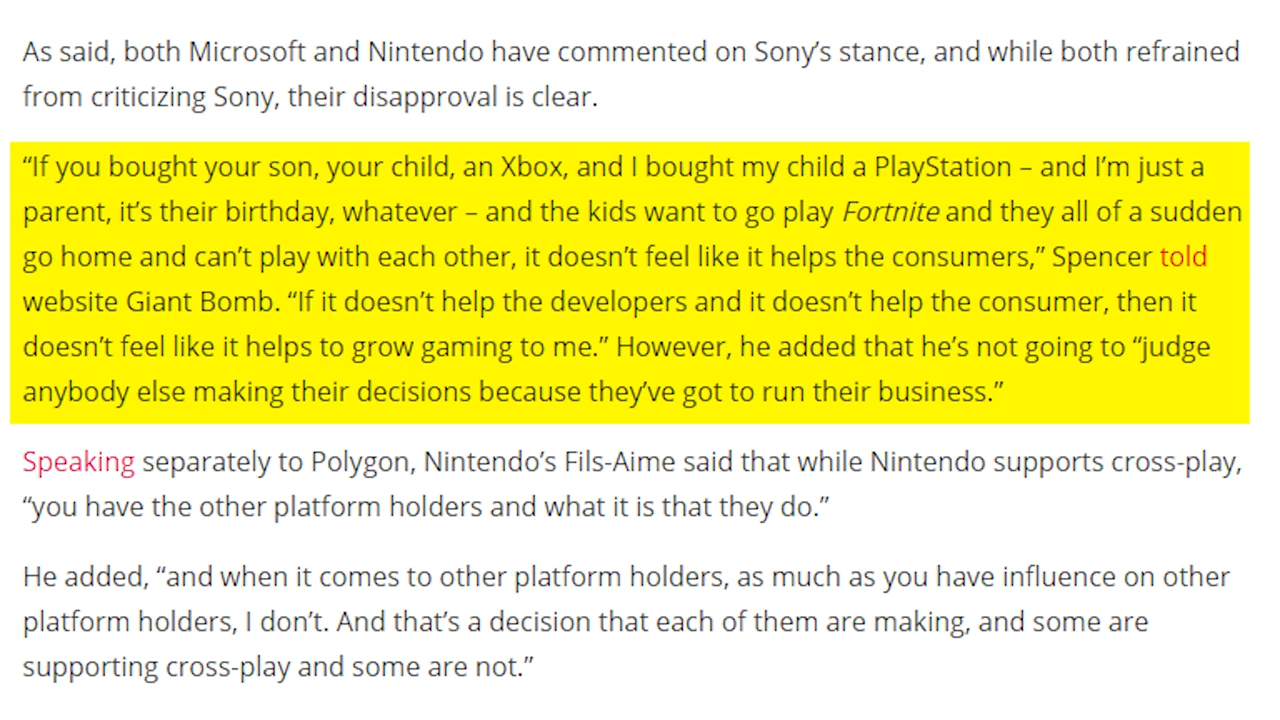 As said, both Microsoft and Nintendo have commented on Sony’s stance, and while both refrained
from criticizing Sony, their disapproval is clear.
“If you bought your son, your child, an Xbox, and I bought my child a PlayStation – and I’m just a
parent, it’s their birthday, whatever – and the kids want to go play Fortnite and they all of a sudden
go home and can’t play with each other, it doesn’t feel like it helps the consumers,” Spencer told
website Giant Bomb. “If it doesn’t help the developers and it doesn’t help the consumer, then it
doesn’t feel like it helps to grow gaming to me.” However, he added that he’s not going to “judge
anybody else making their decisions because they’ve got to run their business.”
Speaking separately to Polygon, Nintendo’s Fils-Aime said that while Nintendo supports cross-play,
“you have the other platform holders and what it is that they do.”
He added, “and when it comes to other platform holders, as much as you have influence on other
platform holders, I don’t. And that’s a decision that each of them are making, and some are
supporting cross-play and some are not.”